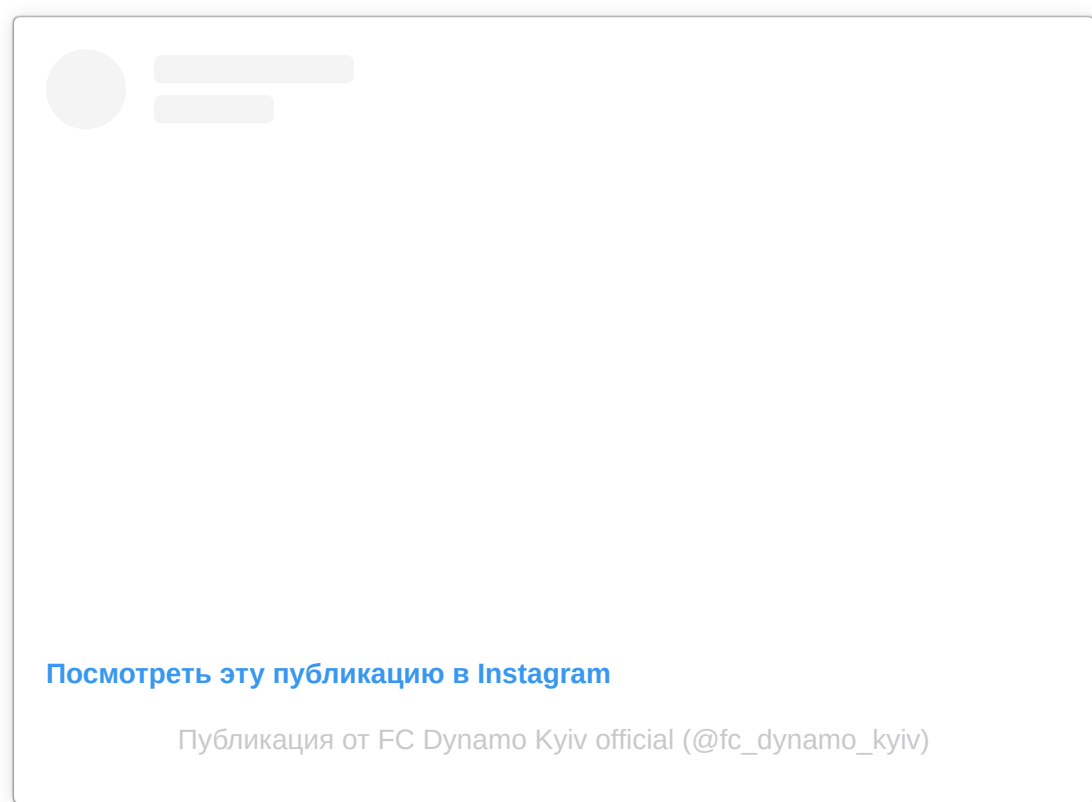 Посмотреть эту публикацию в Instagram
Публикация от FC Dynamo Kyiv official (@fc_dynamo_kyiv)